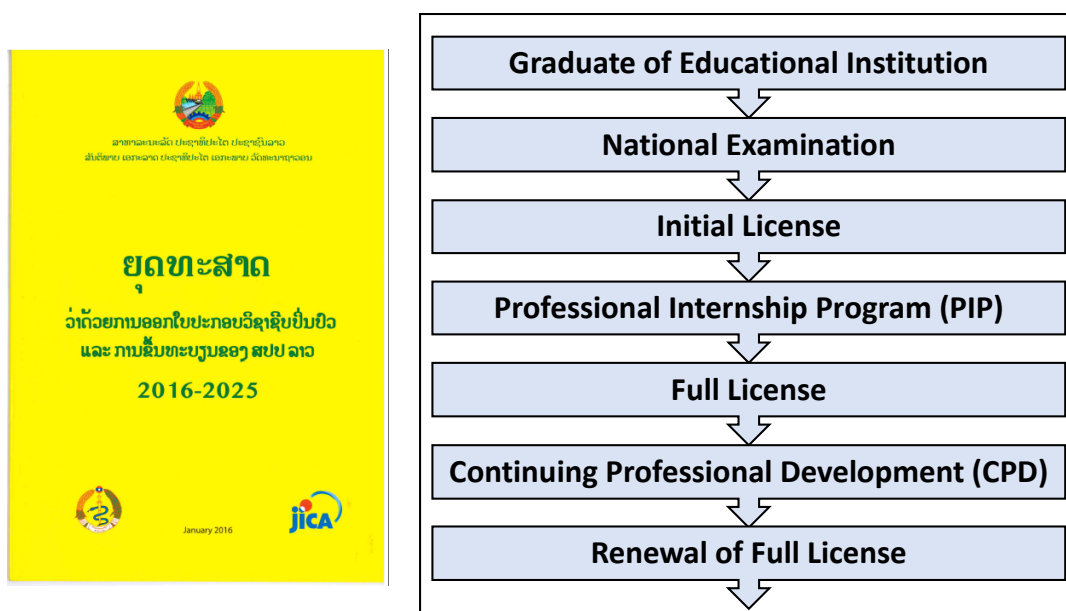 ສາທາລະນະລັດ ປະຊາທິປະໄຕ ປະຊາຊົນລາວ
ສັນຕິພາບ ເອກະລາດ ປະຊາທິປະໄຕ ເອກະພາບ ວັດທະນາຖາວອນ
ຍຸດທະສາດ
ວ່າດ້ວຍການອອກໃບປະກອບວິຊາຊີບປິ່ນປົວ
ແລະ ການຂຶ້ນທະບຽນຂອງ ສປປ ລາວ
2016-2025
January 2016
jICA
Graduate of Educational Institution
National Examination
Initial License
Professional Internship Program (PIP)
Full License
Continuing Professional Development (CPD)
Renewal of Full License